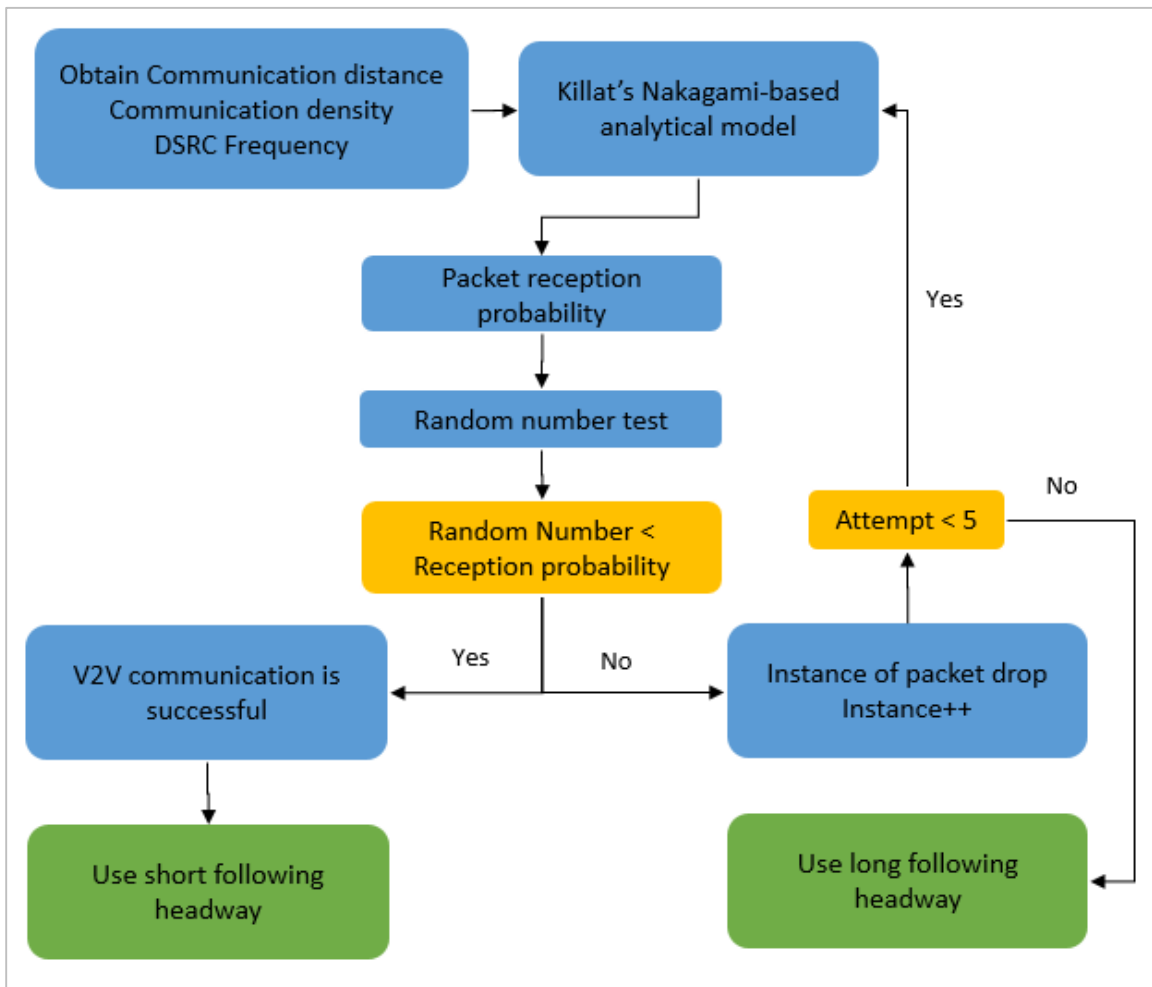 Obtain Communication distance
Communication density
DSRC Frequency
Killat’s Nakagami-based
analytical model
Packet reception
probability
Yes
Random number test
Random Number <
Reception probability
Attempt < 5
No
Yes
No
V2V communication is
successful
Instance of packet drop
Instance++
Use short following
headway
Use long following
headway